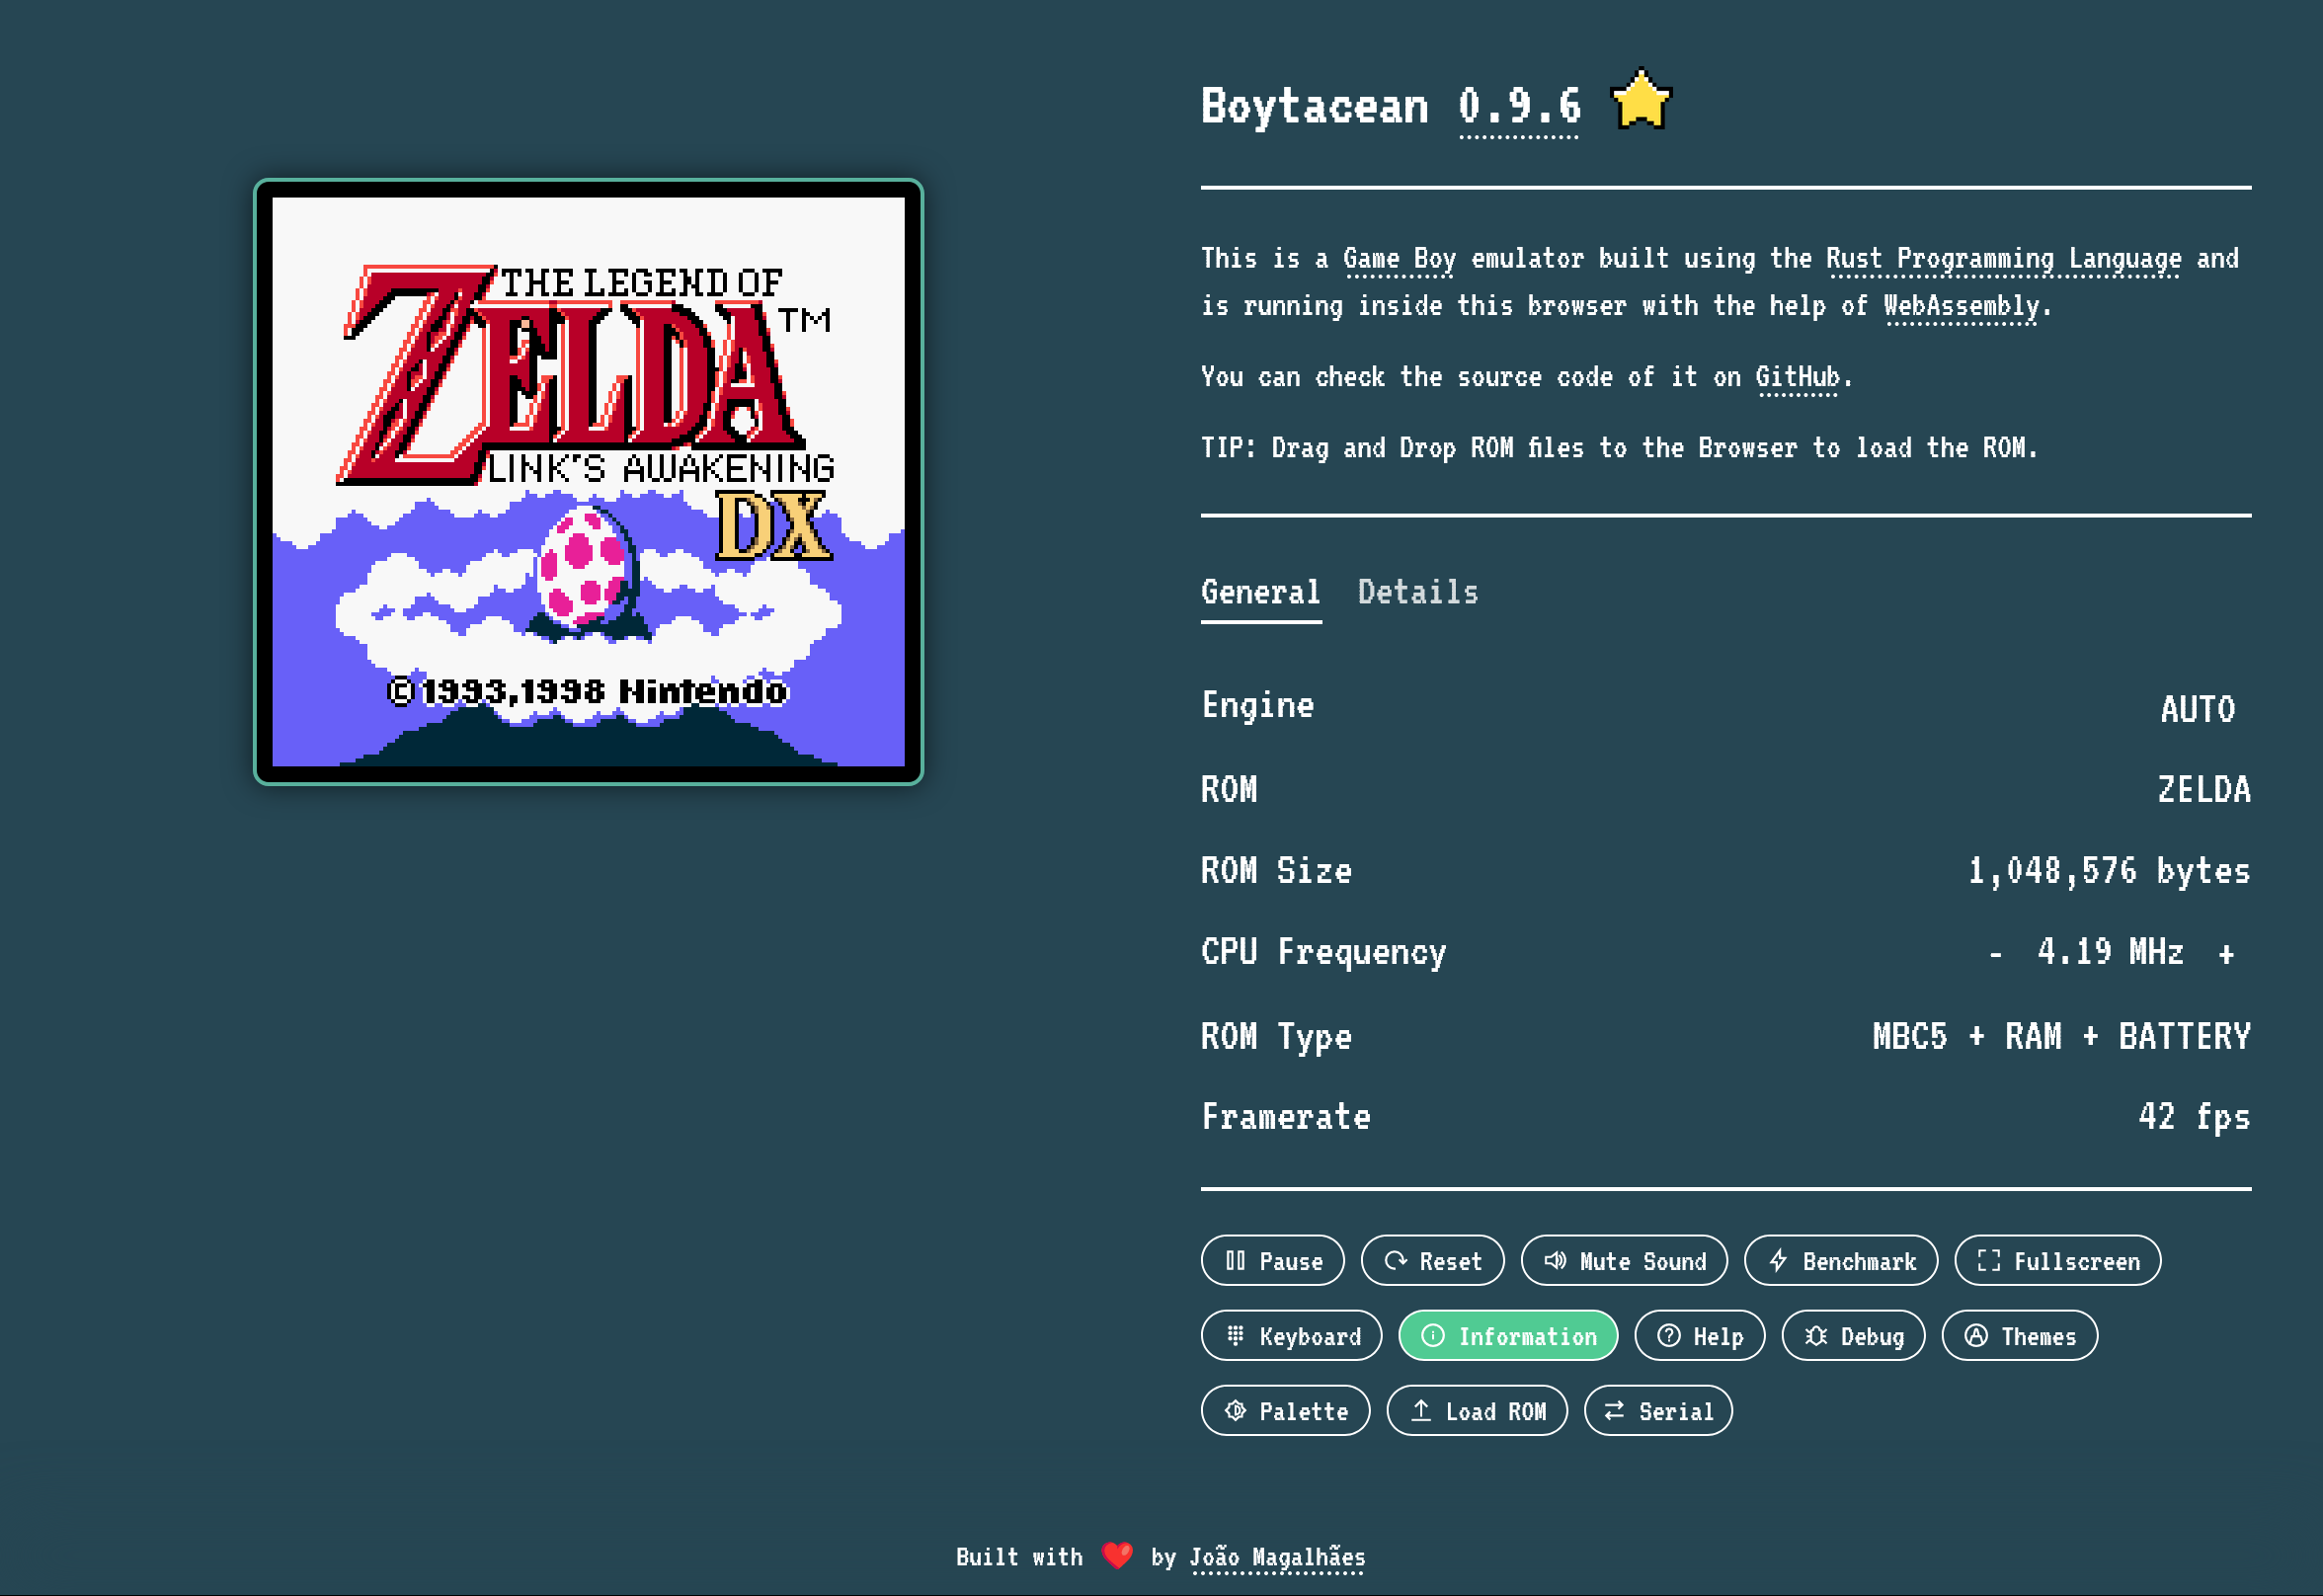 THE LEGEND OF
ZELDA™
LINK'S AWAKENING
DX
©1993,1998 Nintendo
Boytacean 0.9.6
This is a Game Boy emulator built using the Rust Programming Language and
is running inside this browser with the help of WebAssembly.
You can check the source code of it on GitHub.
TIP: Drag and Drop ROM files to the Browser to load the ROM.
General Details
Engine AUTO
ROM ZELDA
ROM Size 1,048,576 bytes
CPU Frequency - 4.19 MHz +
ROM Type MBC5 + RAM + BATTERY
Framerate 42 fps
Pause Reset Mute Sound Benchmark Fullscreen
Keyboard Information Help Debug Themes
Palette Load ROM Serial
Built with ❤️ by João Magalhães